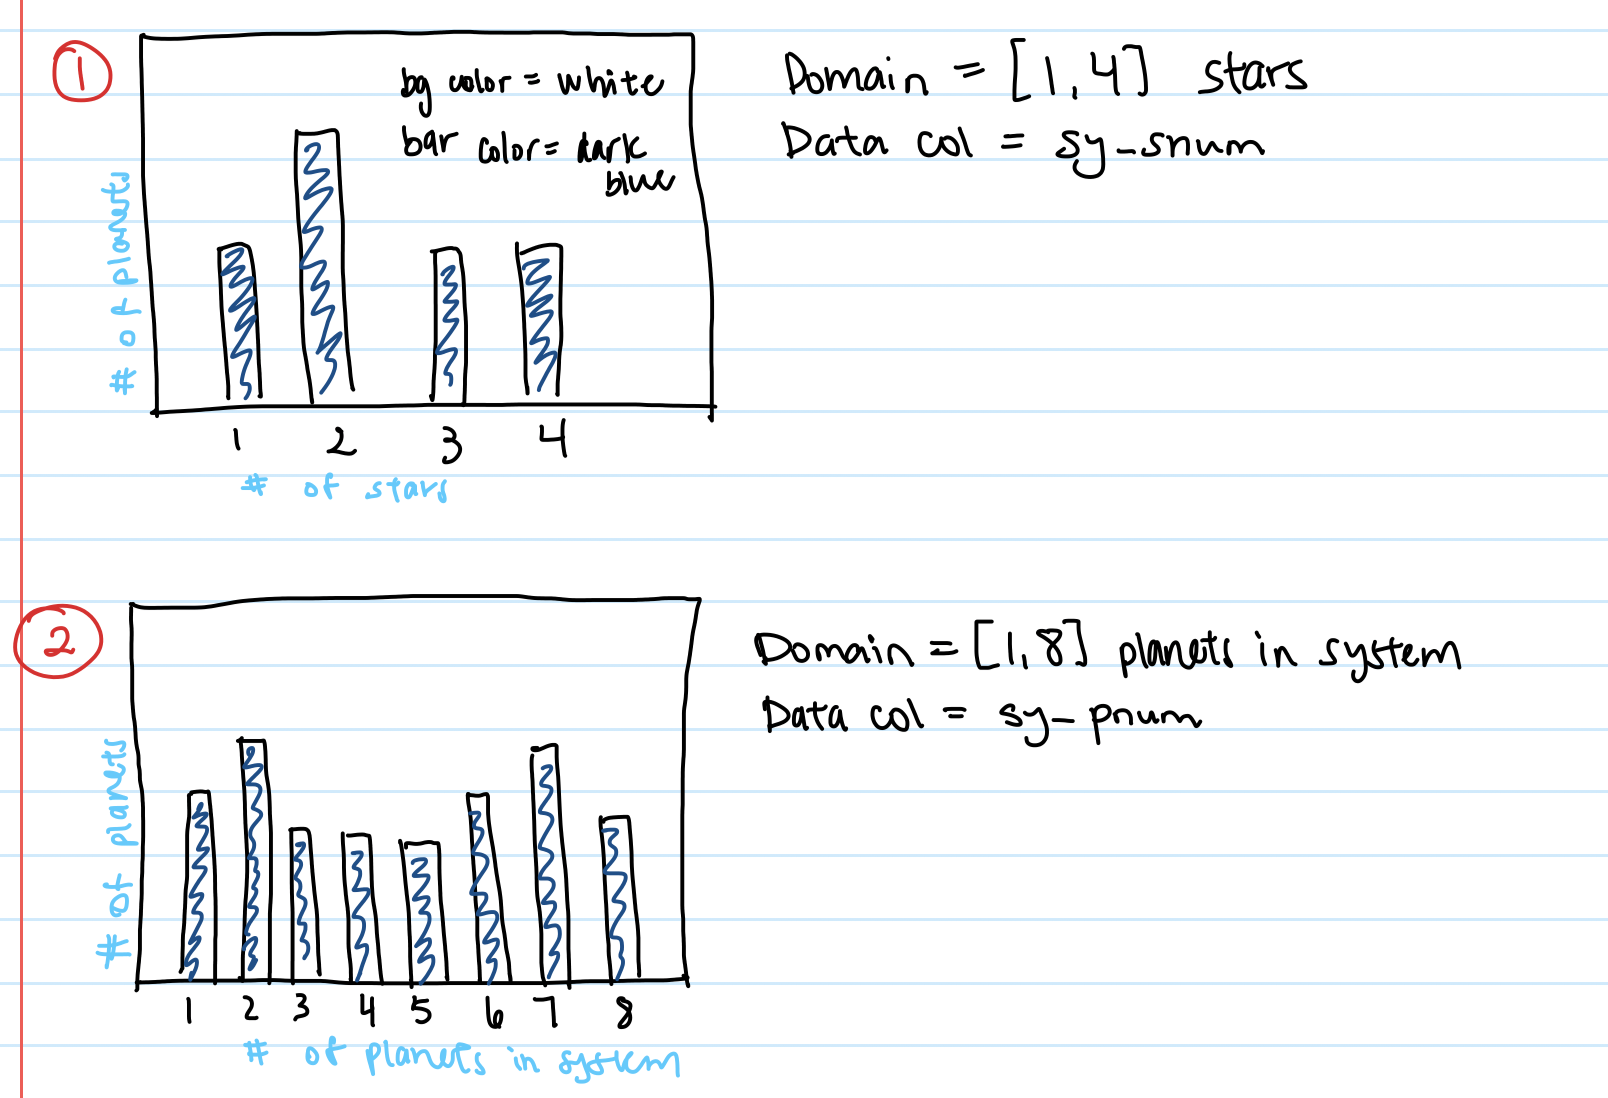 1
bg color = white
bar color = dark
blue
# of planets
1 2 3 4
# of stars
Domain = [1,4] stars
Data col = sy_snum
2
# of planets
1 2 3 4 5 6 7 8
# of planets in system
Domain = [1,8] planets in system
Data col = sy_pnum